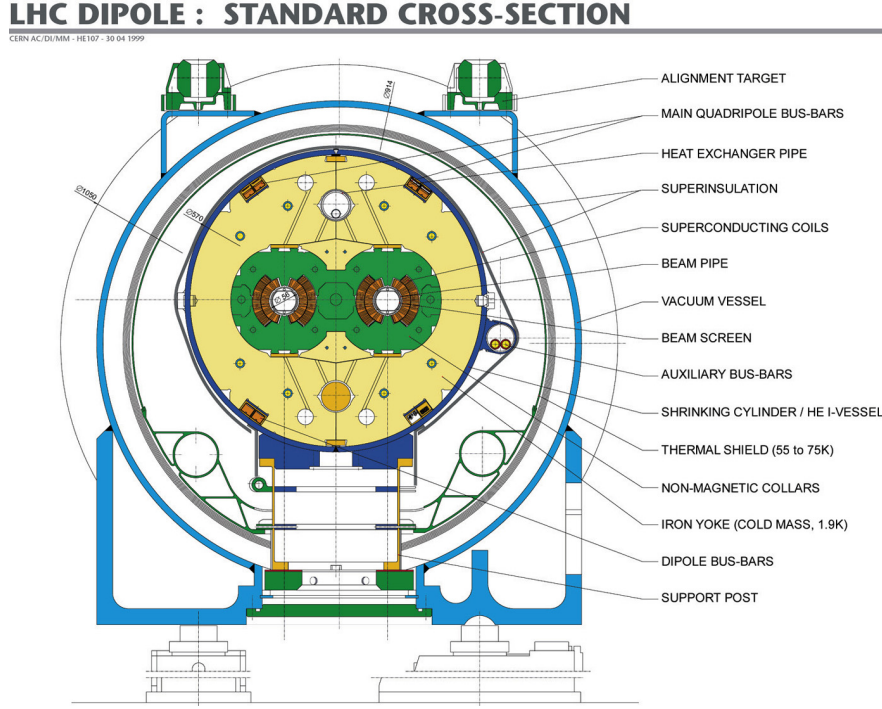 LHC DIPOLE : STANDARD CROSS-SECTION
CERN AC/DI/MM - HE107 - 30 04 1999
ALIGNMENT TARGET
MAIN QUADRIPOLE BUS-BARS
HEAT EXCHANGER PIPE
SUPERINSULATION
SUPERCONDUCTING COILS
BEAM PIPE
VACUUM VESSEL
BEAM SCREEN
AUXILIARY BUS-BARS
SHRINKING CYLINDER / HE I-VESSEL
THERMAL SHIELD (55 to 75K)
NON-MAGNETIC COLLARS
IRON YOKE (COLD MASS, 1.9K)
DIPOLE BUS-BARS
SUPPORT POST
Ø914
Ø1050
Ø570
Ø 56